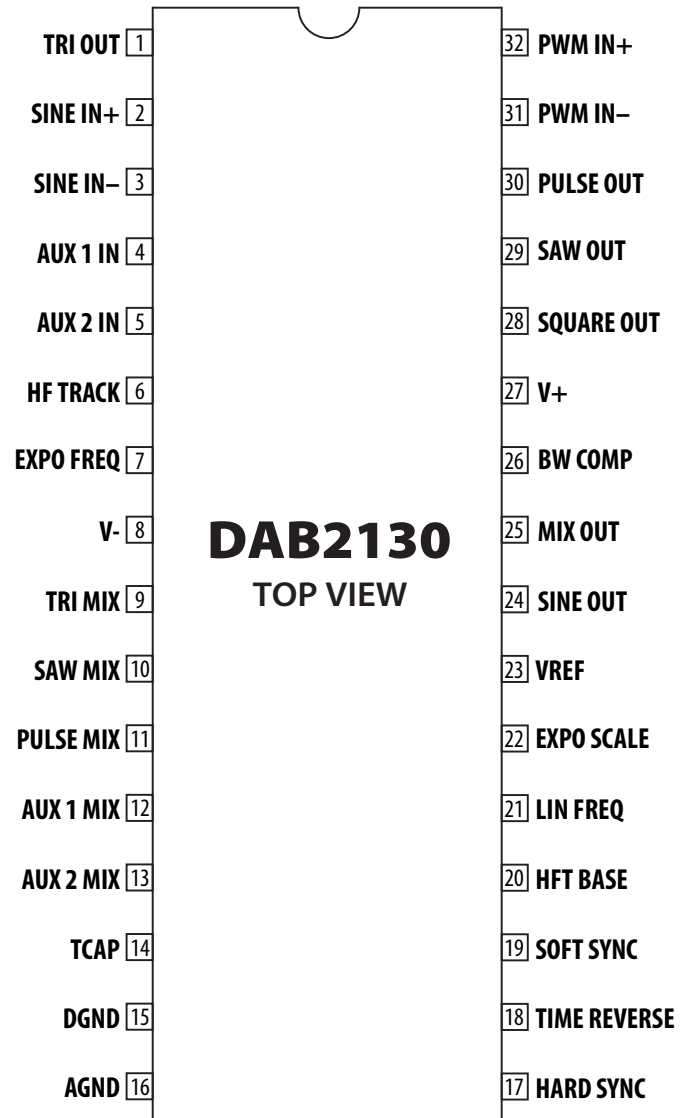 TRI OUT 1
SINE IN+ 2
SINE IN– 3
AUX 1 IN 4
AUX 2 IN 5
HF TRACK 6
EXPO FREQ 7
V- 8
TRI MIX 9
SAW MIX 10
PULSE MIX 11
AUX 1 MIX 12
AUX 2 MIX 13
TCAP 14
DGND 15
AGND 16
DAB2130
TOP VIEW
32 PWM IN+
31 PWM IN–
30 PULSE OUT
29 SAW OUT
28 SQUARE OUT
27 V+
26 BW COMP
25 MIX OUT
24 SINE OUT
23 VREF
22 EXPO SCALE
21 LIN FREQ
20 HFT BASE
19 SOFT SYNC
18 TIME REVERSE
17 HARD SYNC